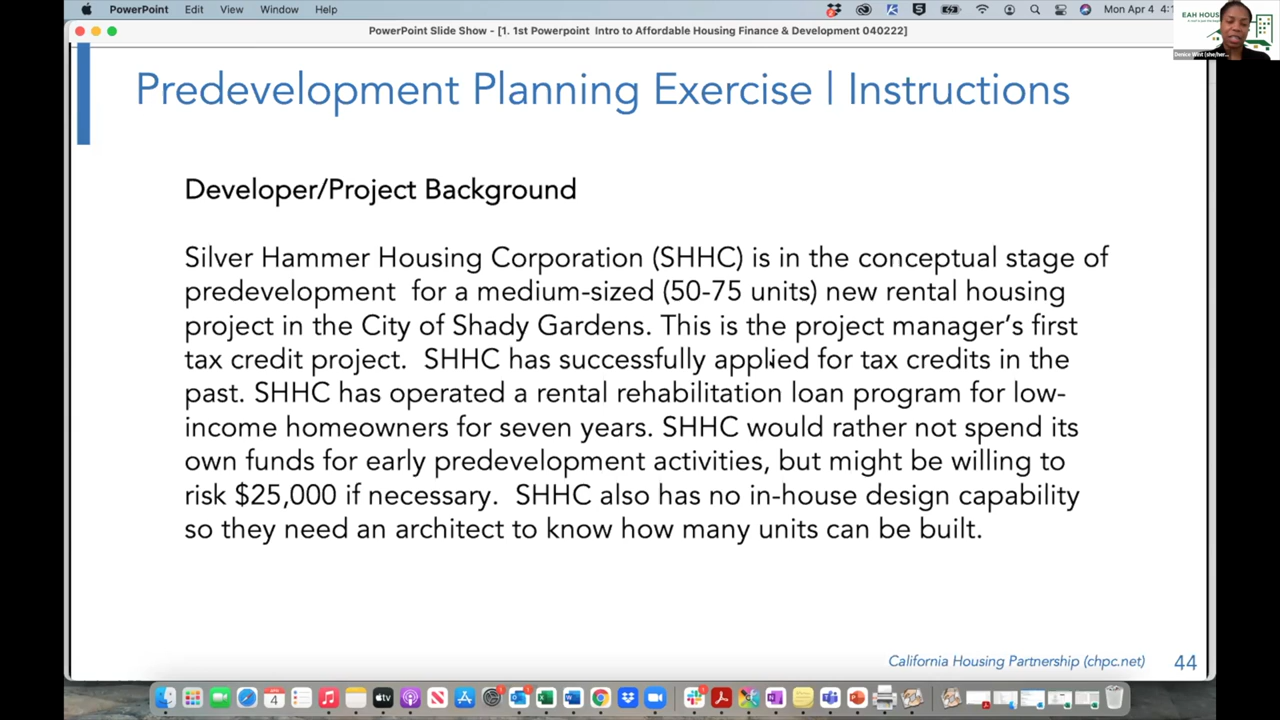 PowerPoint File Edit View Window Help
Mon Apr 4
PowerPoint Slide Show - [1. 1st Powerpoint Intro to Affordable Housing Finance & Development 040222]
EAH HOUS
Denice Wint (she/her...
Predevelopment Planning Exercise | Instructions
Developer/Project Background
Silver Hammer Housing Corporation (SHHC) is in the conceptual stage of
predevelopment for a medium-sized (50-75 units) new rental housing
project in the City of Shady Gardens. This is the project manager’s first
tax credit project. SHHC has successfully applied for tax credits in the
past. SHHC has operated a rental rehabilitation loan program for low-
income homeowners for seven years. SHHC would rather not spend its
own funds for early predevelopment activities, but might be willing to
risk $25,000 if necessary. SHHC also has no in-house design capability
so they need an architect to know how many units can be built.
California Housing Partnership (chpc.net) 44